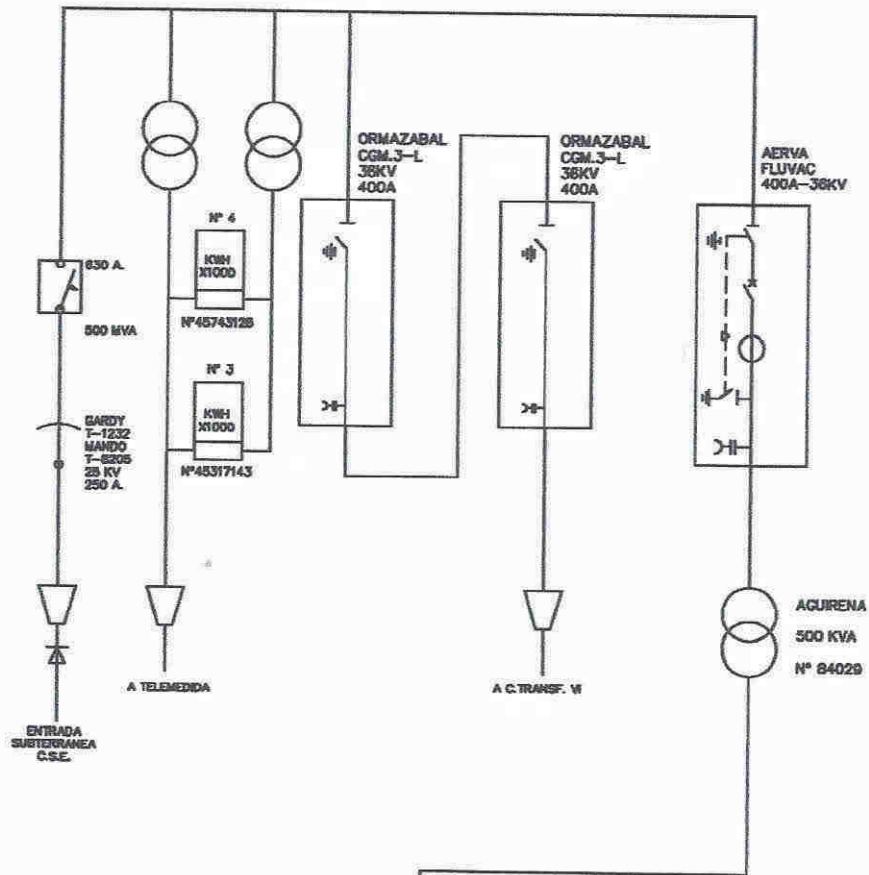 ORMAZABAL
CGM.3-L
36KV
400A
ORMAZABAL
CGM.3-L
36KV
400A
AERVA
FLUVAC
400A-36KV
630 A.
500 MVA
Nº 4
KWH
X1000
Nº45743126
Nº 3
KWH
X1000
Nº45317143
GARDY
T-1232
MANDO
T-6205
25 KV
250 A.
A TELEMEDIDA
A C.TRANSF. VI
AGUIRENA
500 KVA
Nº 84029
ENTRADA
SUBTERRANEA
C.S.E.